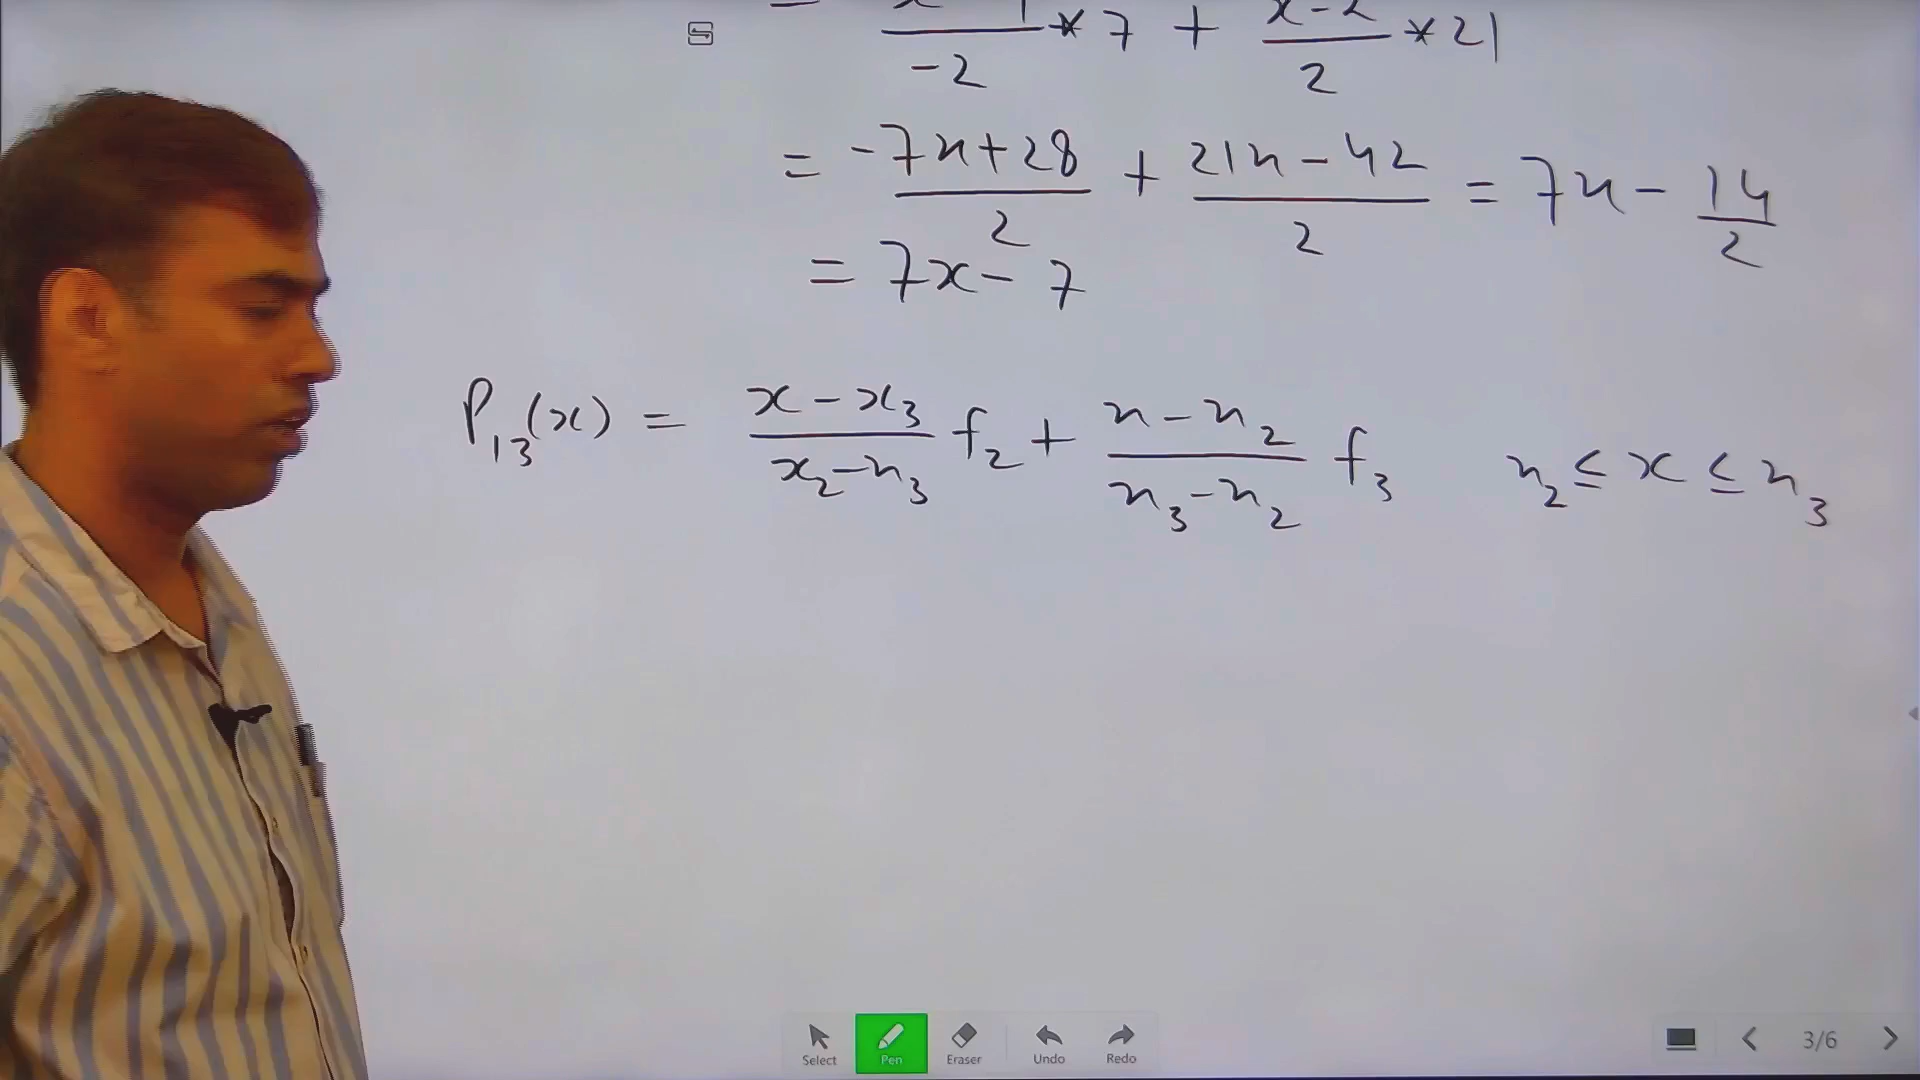 = x-4/-2 * 7 + x-2/2 * 21
= -7x+28/2 + 21x-42/2 = 7x - 14/2
= 7x - 7
P₁₃(x) = x-x₃/x₂-x₃ f₂ + x-x₂/x₃-x₂ f₃ x₂ ≤ x ≤ x₃
Select Pen Eraser Undo Redo 3/6